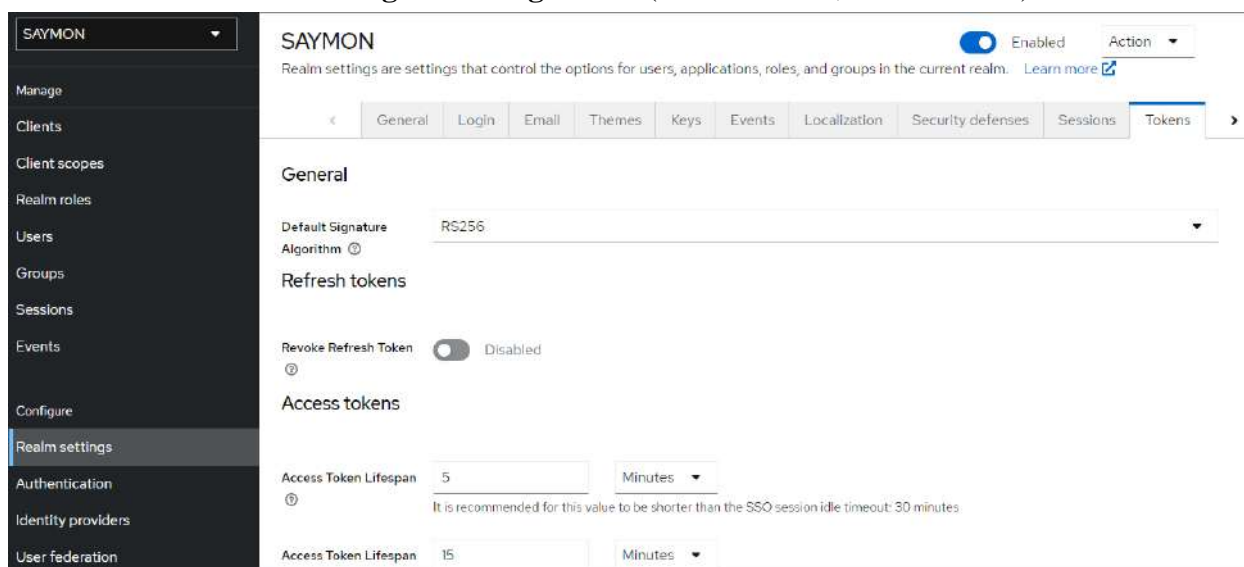 SAYMON
Manage
Clients
Client scopes
Realm roles
Users
Groups
Sessions
Events
Configure
Realm settings
Authentication
Identity providers
User federation
SAYMON
Enabled
Action
Realm settings are settings that control the options for users, applications, roles, and groups in the current realm. Learn more
General Login Email Themes Keys Events Localization Security defenses Sessions Tokens
General
Default Signature
Algorithm
RS256
Refresh tokens
Revoke Refresh Token
Disabled
Access tokens
Access Token Lifespan
5 Minutes
It is recommended for this value to be shorter than the SSO session idle timeout: 30 minutes
Access Token Lifespan
15 Minutes